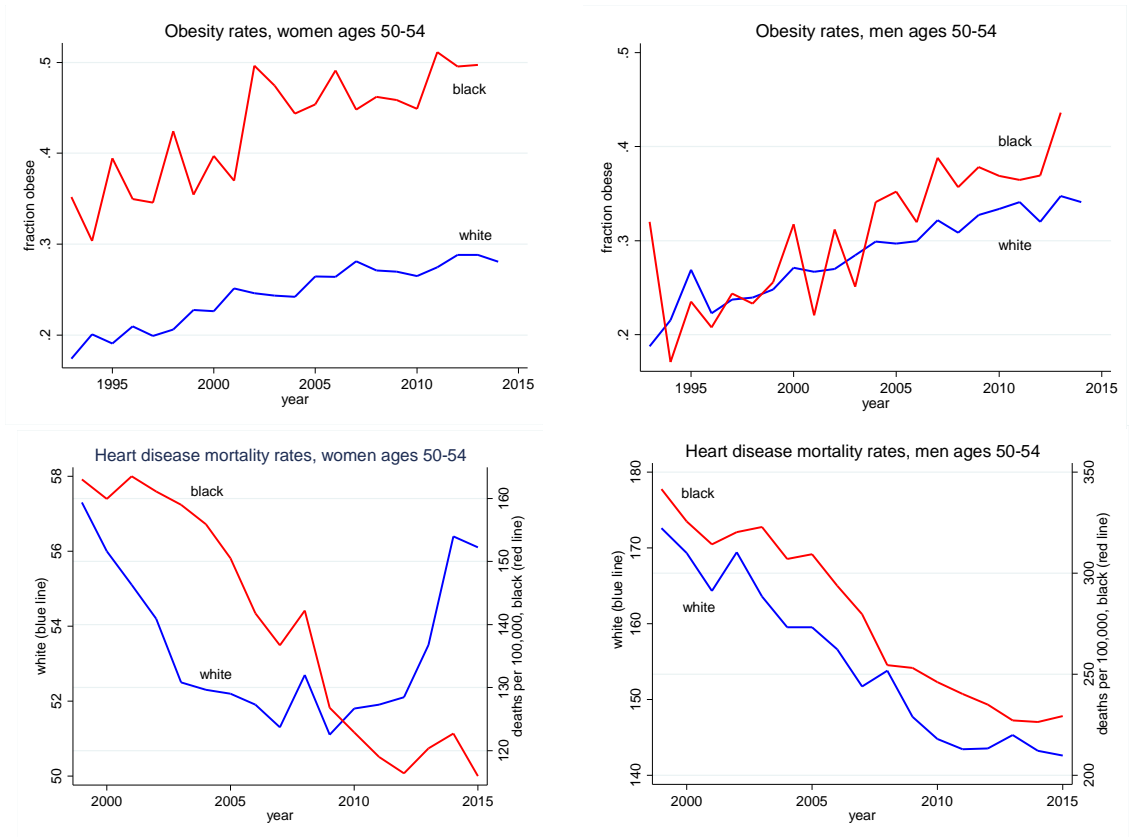 Obesity rates, women ages 50-54
fraction obese
.5
.4
.3
.2
black
white
1995 2000 2005 2010 2015
year
Obesity rates, men ages 50-54
fraction obese
.5
.4
.3
.2
black
white
1995 2000 2005 2010 2015
year
Heart disease mortality rates, women ages 50-54
white (blue line)
58
56
54
52
50
black
white
160
150
140
130
120
deaths per 100,000, black (red line)
2000 2005 2010 2015
year
Heart disease mortality rates, men ages 50-54
white (blue line)
180
170
160
150
140
black
white
350
300
250
200
deaths per 100,000, black (red line)
2000 2005 2010 2015
year